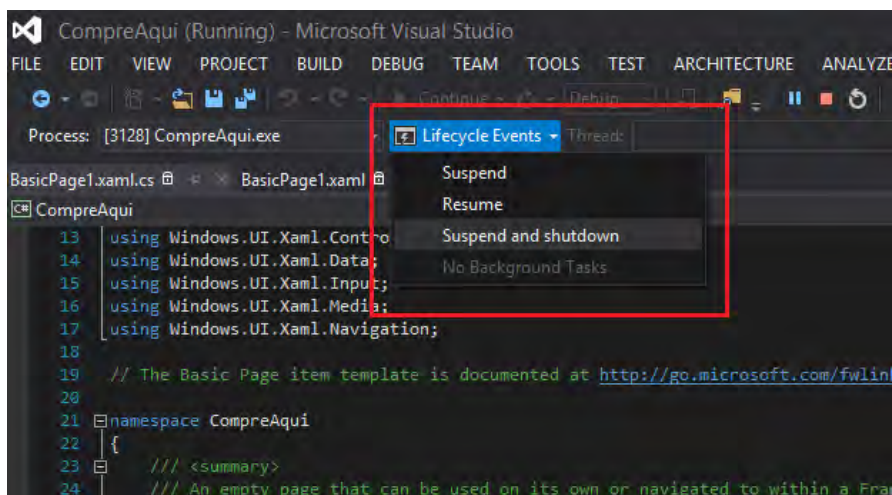 CompreAqui (Running) - Microsoft Visual Studio
FILE EDIT VIEW PROJECT BUILD DEBUG TEAM TOOLS TEST ARCHITECTURE ANALYZE
Continue Debug
Process: [3128] CompreAqui.exe Lifecycle Events Thread:
Suspend
BasicPage1.xaml.cs BasicPage1.xaml
Resume
C# CompreAqui
Suspend and shutdown
No Background Tasks
13 using Windows.UI.Xaml.Contro
14 using Windows.UI.Xaml.Data;
15 using Windows.UI.Xaml.Input;
16 using Windows.UI.Xaml.Media;
17 using Windows.UI.Xaml.Navigation;
18
19 // The Basic Page item template is documented at http://go.microsoft.com/fwlink
20
21 namespace CompreAqui
22 {
23 /// <summary>
24 /// An empty page that can be used on its own or navigated to within a Fra